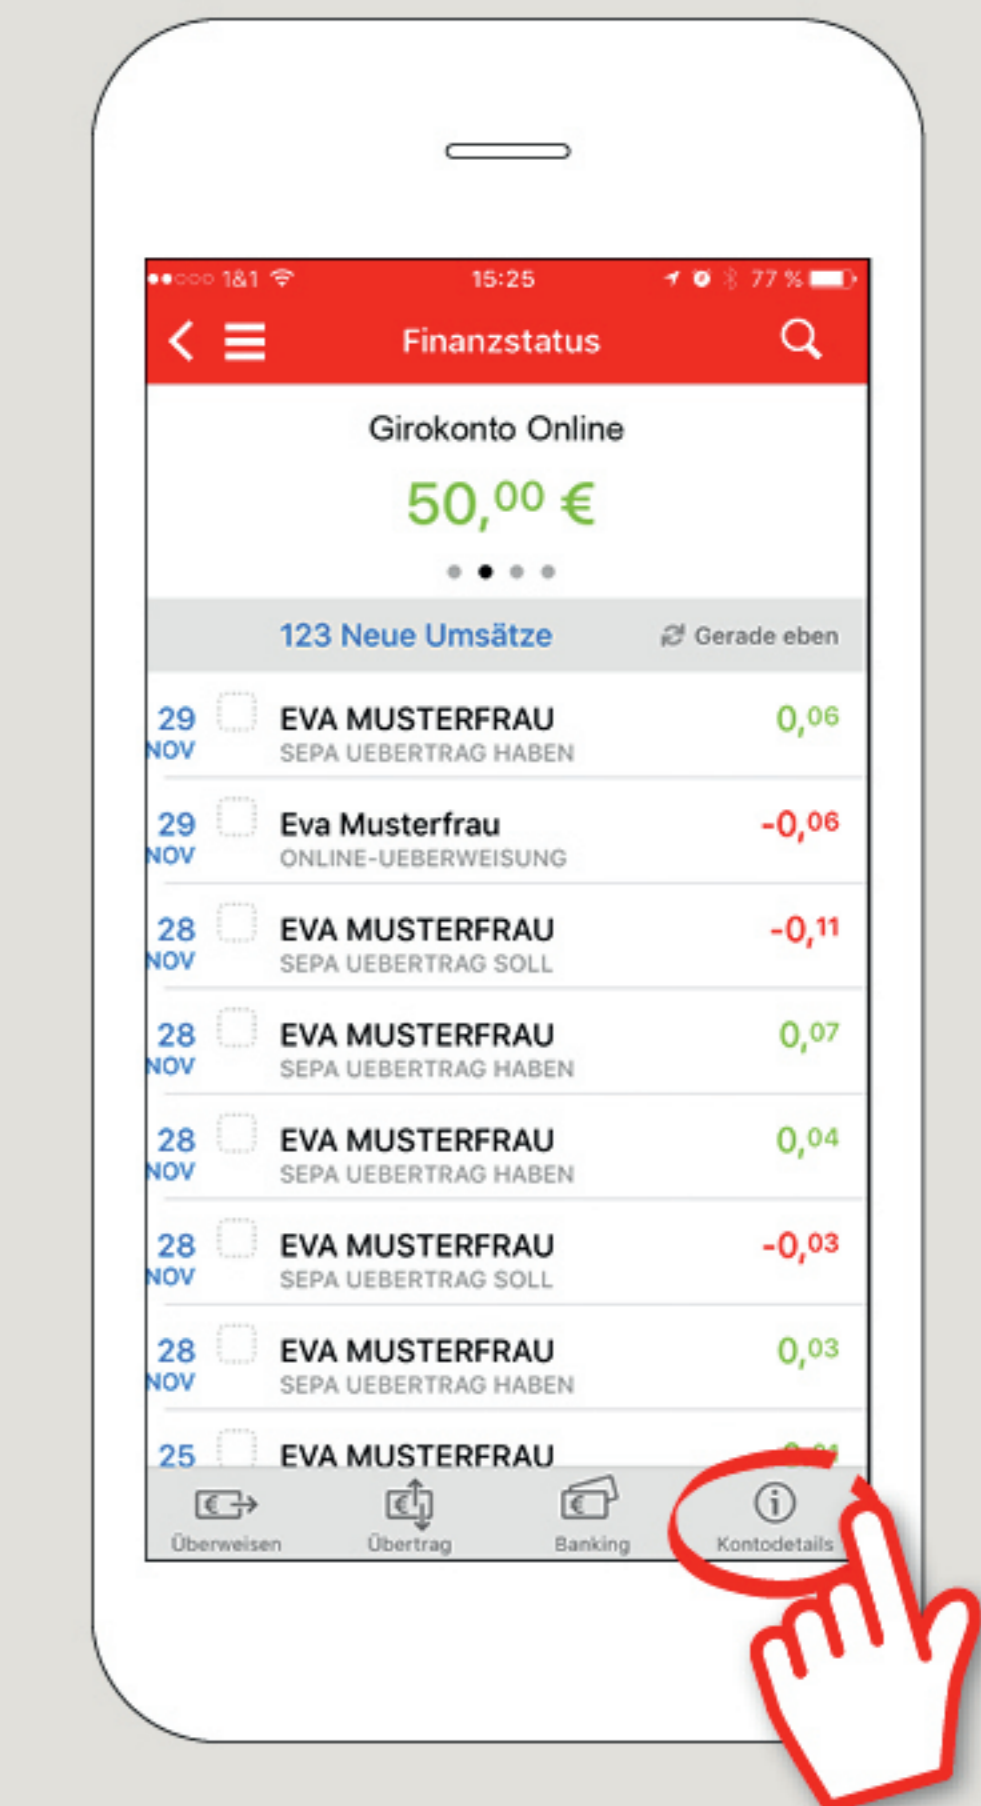 1&1 15:25 77 %
Finanzstatus
Girokonto Online
50,00 €
123 Neue Umsätze Gerade eben
29 EVA MUSTERFRAU 0,06
NOV SEPA UEBERTRAG HABEN
29 Eva Musterfrau -0,06
NOV ONLINE-UEBERWEISUNG
28 EVA MUSTERFRAU -0,11
NOV SEPA UEBERTRAG SOLL
28 EVA MUSTERFRAU 0,07
NOV SEPA UEBERTRAG HABEN
28 EVA MUSTERFRAU 0,04
NOV SEPA UEBERTRAG HABEN
28 EVA MUSTERFRAU -0,03
NOV SEPA UEBERTRAG SOLL
28 EVA MUSTERFRAU 0,03
NOV SEPA UEBERTRAG HABEN
25 EVA MUSTERFRAU
Überweisen Übertrag Banking Kontodetails